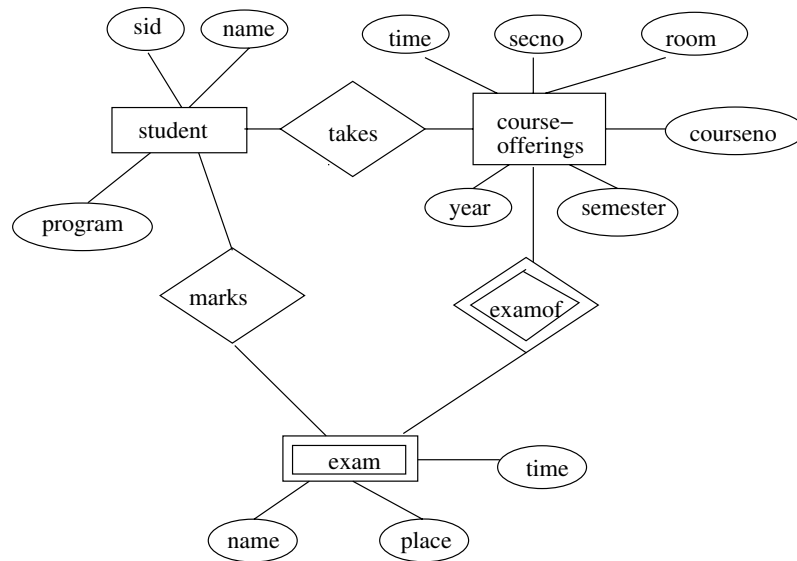 sid
name
time
secno
room
student
takes
course-
offerings
courseno
program
year
semester
marks
examof
exam
time
name
place